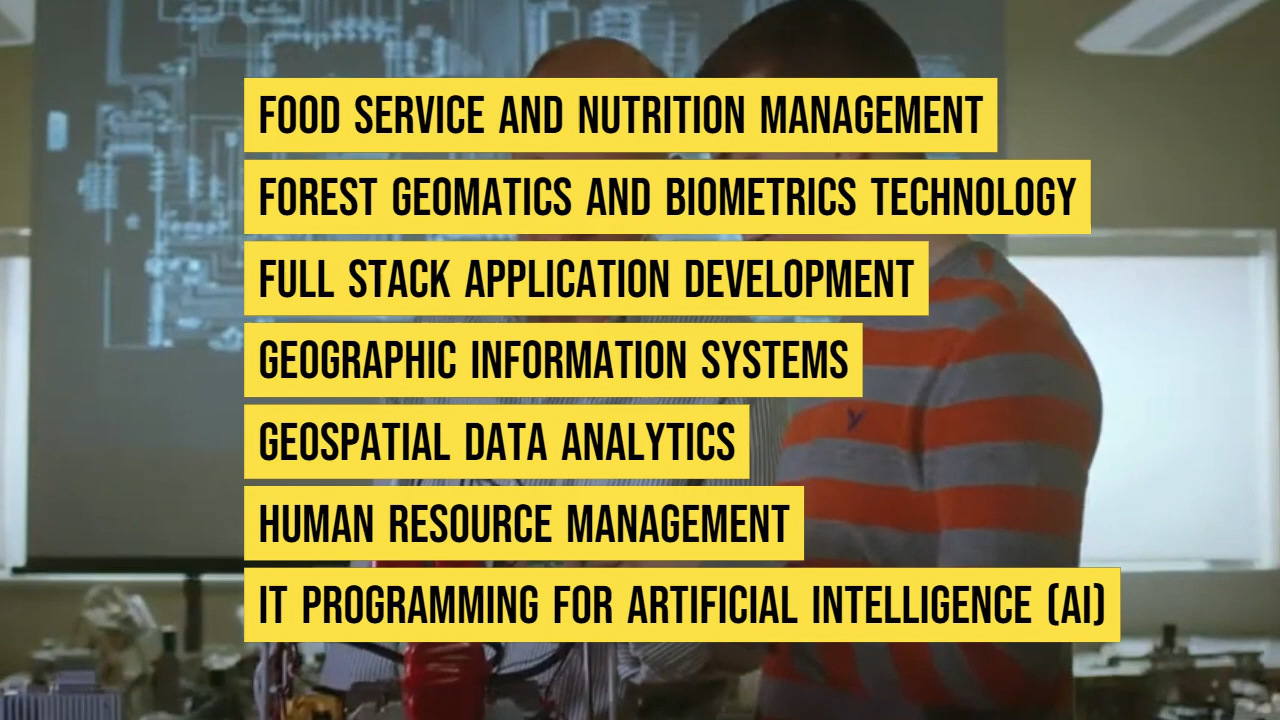 FOOD SERVICE AND NUTRITION MANAGEMENT
FOREST GEOMATICS AND BIOMETRICS TECHNOLOGY
FULL STACK APPLICATION DEVELOPMENT
GEOGRAPHIC INFORMATION SYSTEMS
GEOSPATIAL DATA ANALYTICS
HUMAN RESOURCE MANAGEMENT
IT PROGRAMMING FOR ARTIFICIAL INTELLIGENCE (AI)